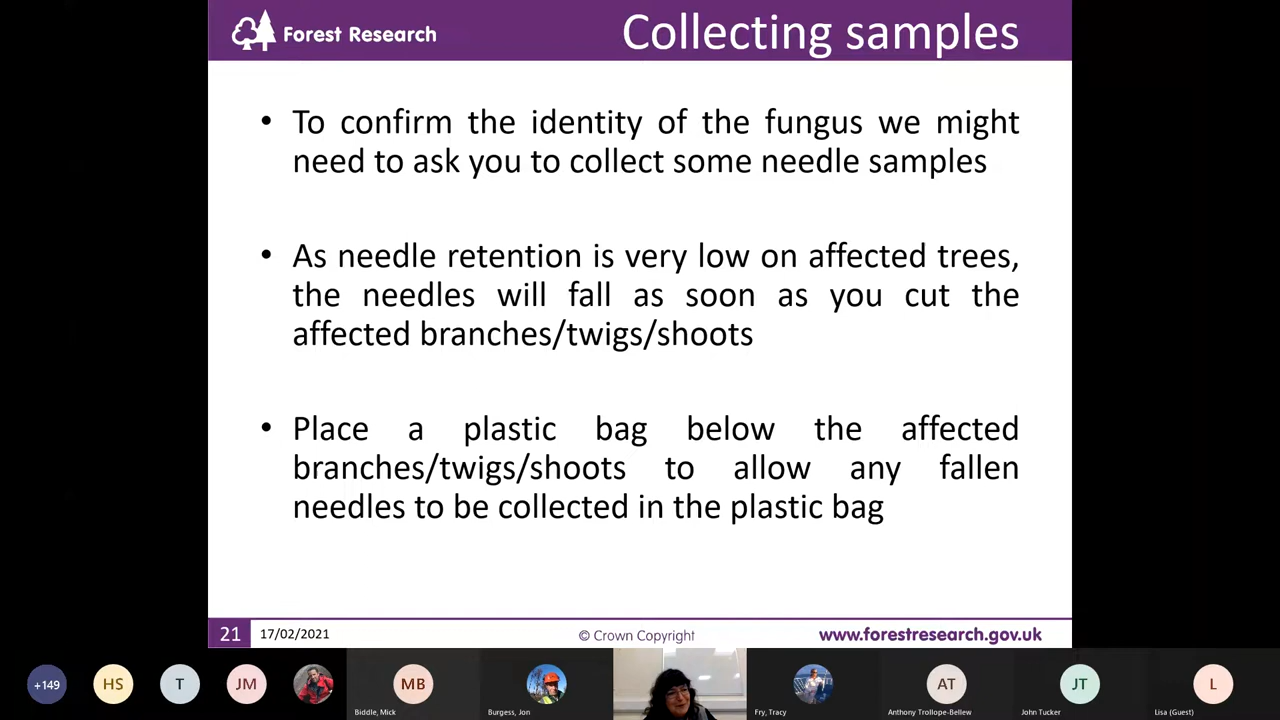 Forest Research
Collecting samples
• To confirm the identity of the fungus we might
need to ask you to collect some needle samples
• As needle retention is very low on affected trees,
the needles will fall as soon as you cut the
affected branches/twigs/shoots
• Place a plastic bag below the affected
branches/twigs/shoots to allow any fallen
needles to be collected in the plastic bag
21 17/02/2021 © Crown Copyright www.forestresearch.gov.uk
+149 HS T JM MB AT JT L
Biddle, Mick Burgess, Jon Fry, Tracy Anthony Trollope-Bellew John Tucker Lisa (Guest)